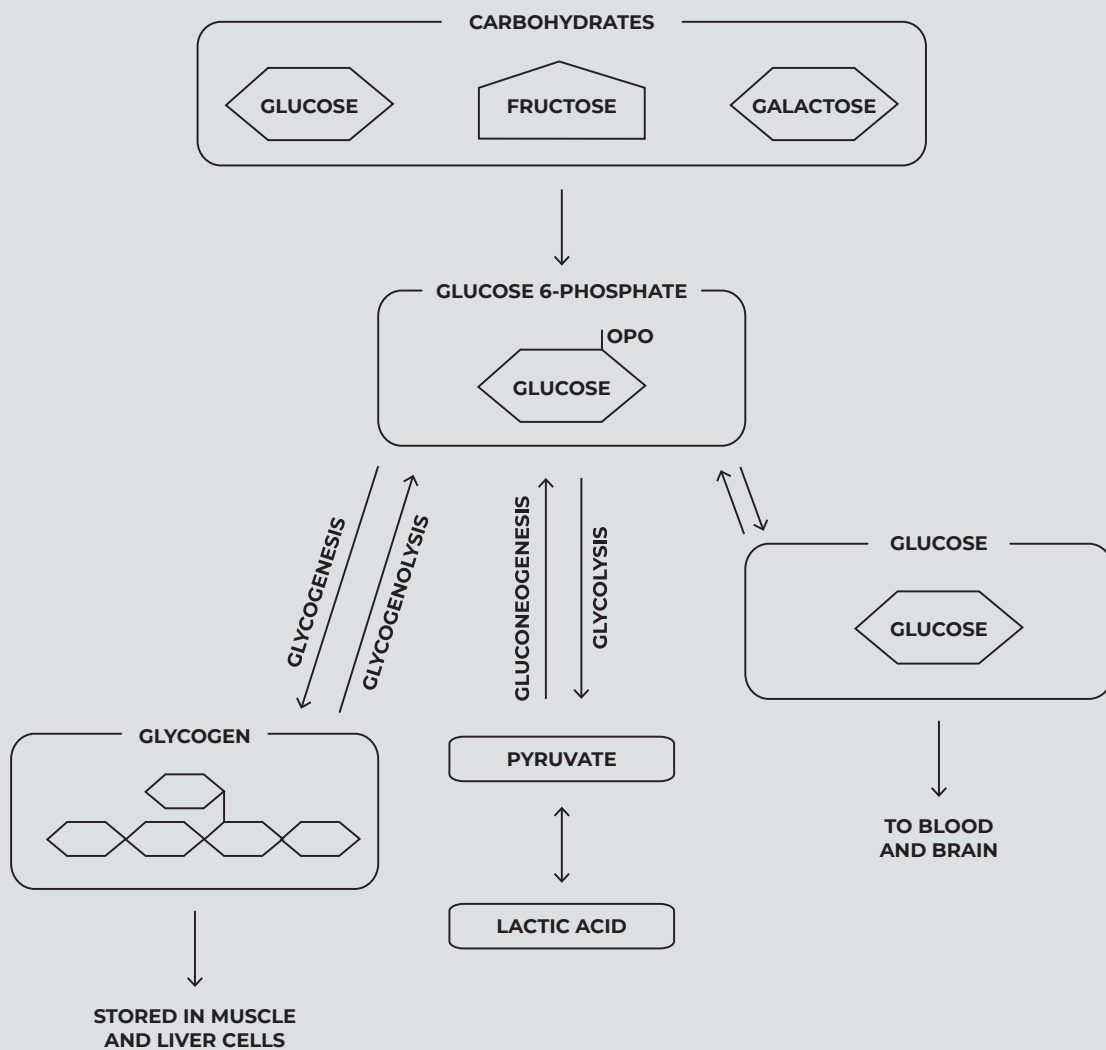 CARBOHYDRATES
GLUCOSE
FRUCTOSE
GALACTOSE
GLUCOSE 6-PHOSPHATE
OPO
GLUCOSE
GLYCOGENESIS
GLYCOGENOLYSIS
GLUCONEOGENESIS
GLYCOLYSIS
GLUCOSE
GLUCOSE
GLYCOGEN
PYRUVATE
TO BLOOD
AND BRAIN
LACTIC ACID
STORED IN MUSCLE
AND LIVER CELLS